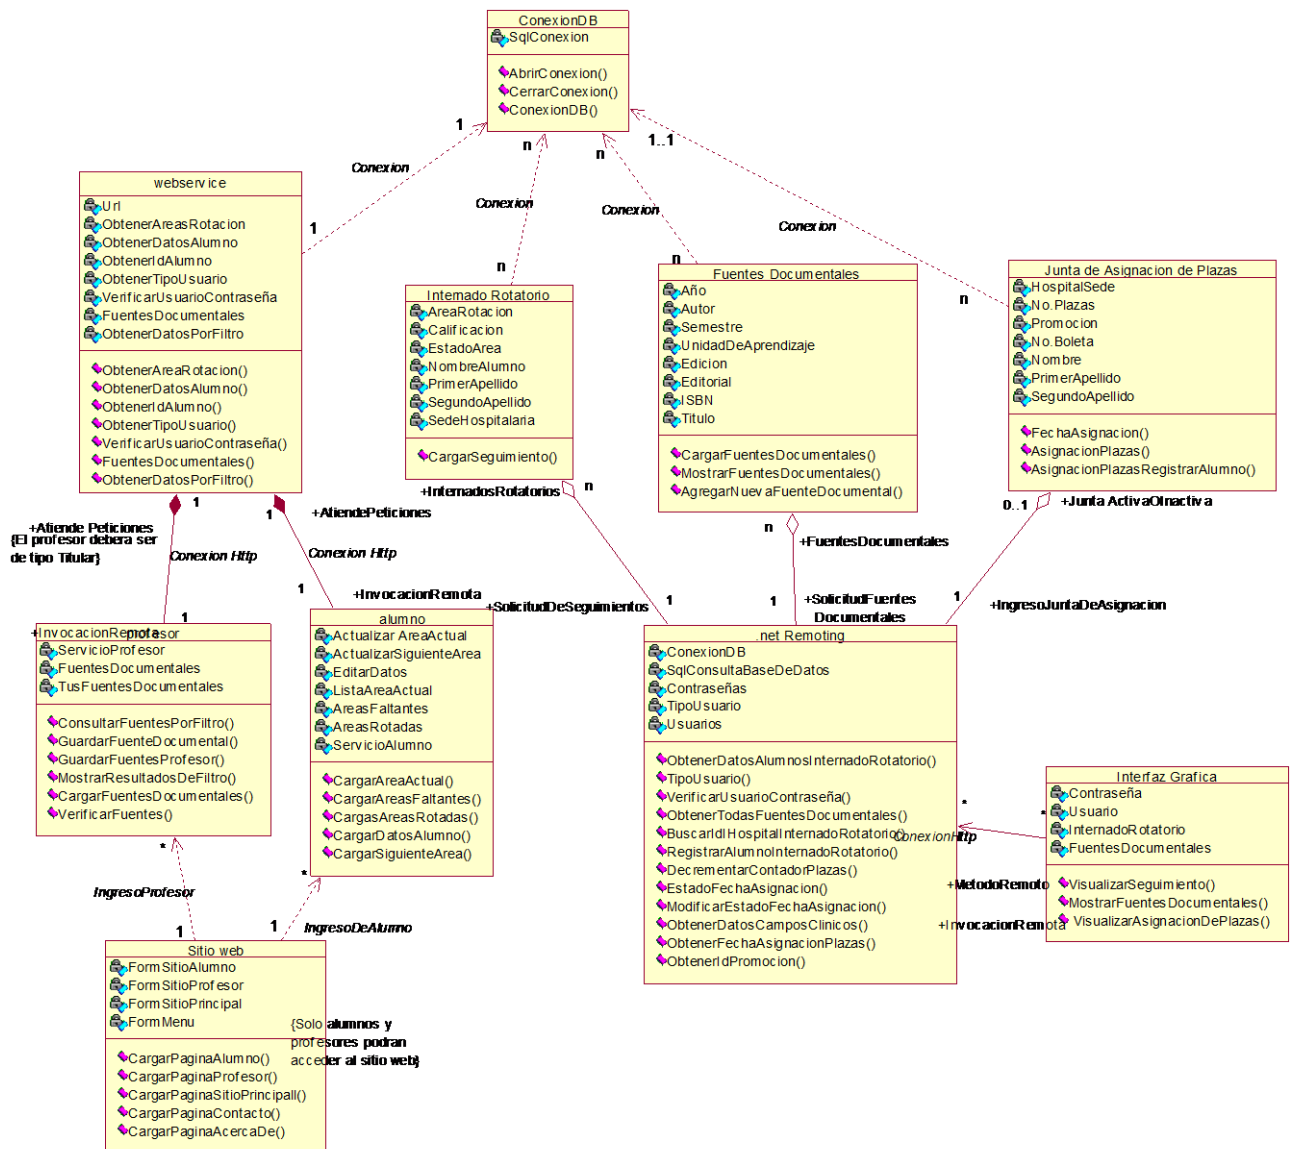 ConexionDB
SqlConexion
AbrirConexion()
CerrarConexion()
ConexionDB()
1
n
n
1..1
Conexion
Conexion
Conexion
Conexion
1
n
n
n
webservice
Url
ObtenerAreasRotacion
ObtenerDatosAlumno
ObtenerIdAlumno
ObtenerTipoUsuario
VerificarUsuarioContraseña
FuentesDocumentales
ObtenerDatosPorFiltro
ObtenerAreaRotacion()
ObtenerDatosAlumno()
ObtenerIdAlumno()
ObtenerTipoUsuario()
VerificarUsuarioContraseña()
FuentesDocumentales()
ObtenerDatosPorFiltro()
Internado Rotatorio
AreaRotacion
Calificacion
EstadoArea
NombreAlumno
PrimerApellido
SegundoApellido
SedeHospitalaria
CargarSeguimiento()
Fuentes Documentales
Año
Autor
Semestre
UnidadDeAprendizaje
Edicion
Editorial
ISBN
Titulo
CargarFuentesDocumentales()
MostrarFuentesDocumentales()
AgregarNuevaFuenteDocumental()
Junta de Asignacion de Plazas
HospitalSede
No.Plazas
Promocion
No.Boleta
Nombre
PrimerApellido
SegundoApellido
FechaAsignacion()
AsignacionPlazas()
AsignacionPlazasRegistrarAlumno()
1
1
+Atiende Peticiones
{El profesor debera ser
de tipo Titular}
+AtiendePeticiones
Conexion Http
Conexion Http
1
1
+InvocacionRemota
+InvocacionRemota
+InternadosRotatorios
n
+SolicitudDeSeguimientos
1
n
+FuentesDocumentales
1
+SolicitudFuentes
Documentales
0..1
+Junta ActivaOInactiva
1
+IngresoJuntaDeAsignacion
profesor
ServicioProfesor
FuentesDocumentales
TusFuentesDocumentales
ConsultarFuentesPorFiltro()
GuardarFuenteDocumental()
GuardarFuentesProfesor()
MostrarResultadosDeFiltro()
CargarFuentesDocumentales()
VerificarFuentes()
alumno
Actualizar AreaActual
ActualizarSiguienteArea
EditarDatos
ListaAreaActual
AreasFaltantes
AreasRotadas
ServicioAlumno
CargarAreaActual()
CargarAreasFaltantes()
CargasAreasRotadas()
CargarDatosAlumno()
CargarSiguienteArea()
.net Remoting
ConexionDB
SqlConsultaBaseDeDatos
Contraseñas
TipoUsuario
Usuarios
ObtenerDatosAlumnosInternadoRotatorio()
TipoUsuario()
VerificarUsuarioContraseña()
ObtenerTodasFuentesDocumentales()
BuscarIdHospitalInternadoRotatorio()
RegistrarAlumnoInternadoRotatorio()
DecrementarContadorPlazas()
EstadoFechaAsignacion()
ModificarEstadoFechaAsignacion()
ObtenerDatosCamposClinicos()
ObtenerFechaAsignacionPlazas()
ObtenerIdPromocion()
*
*
ConexionHttp
+MetodoRemoto
+InvocacionRemota
Interfaz Grafica
Contraseña
Usuario
InternadoRotatorio
FuentesDocumentales
VisualizarSeguimiento()
MostrarFuentesDocumentales()
VisualizarAsignacionDePlazas()
*
*
IngresoProfesor
IngresoDeAlumno
1
1
Sitio web
FormSitioAlumno
FormSitioProfesor
FormSitioPrincipal
FormMenu
{Solo alumnos y
profesores podran
acceder al sitio web}
CargarPaginaAlumno()
CargarPaginaProfesor()
CargarPaginaSitioPrincipall()
CargarPaginaContacto()
CargarPaginaAcercaDe()